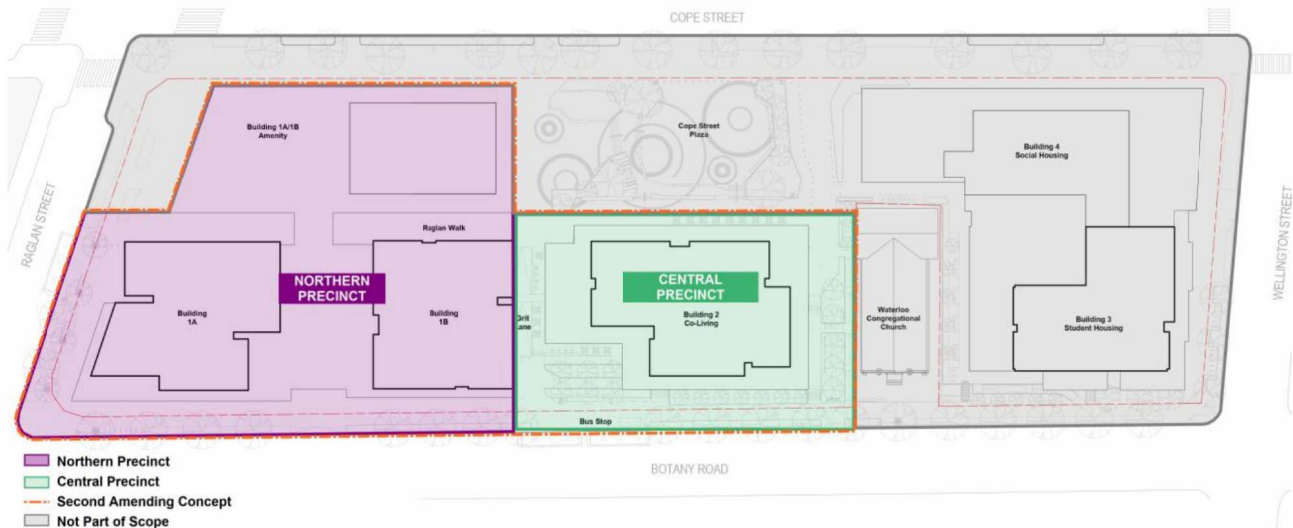 COPE STREET
RAGLAN STREET
WELLINGTON STREET
Building 1A/1B
Amenity
Cope Street
Plaza
Building 4
Social Housing
Raglan Walk
NORTHERN
PRECINCT
CENTRAL
PRECINCT
Building
1A
Building
1B
Grit
Lane
Building 2
Co-Living
Waterloo
Congregational
Church
Building 3
Student Housing
Bus Stop
BOTANY ROAD
Northern Precinct
Central Precinct
Second Amending Concept
Not Part of Scope